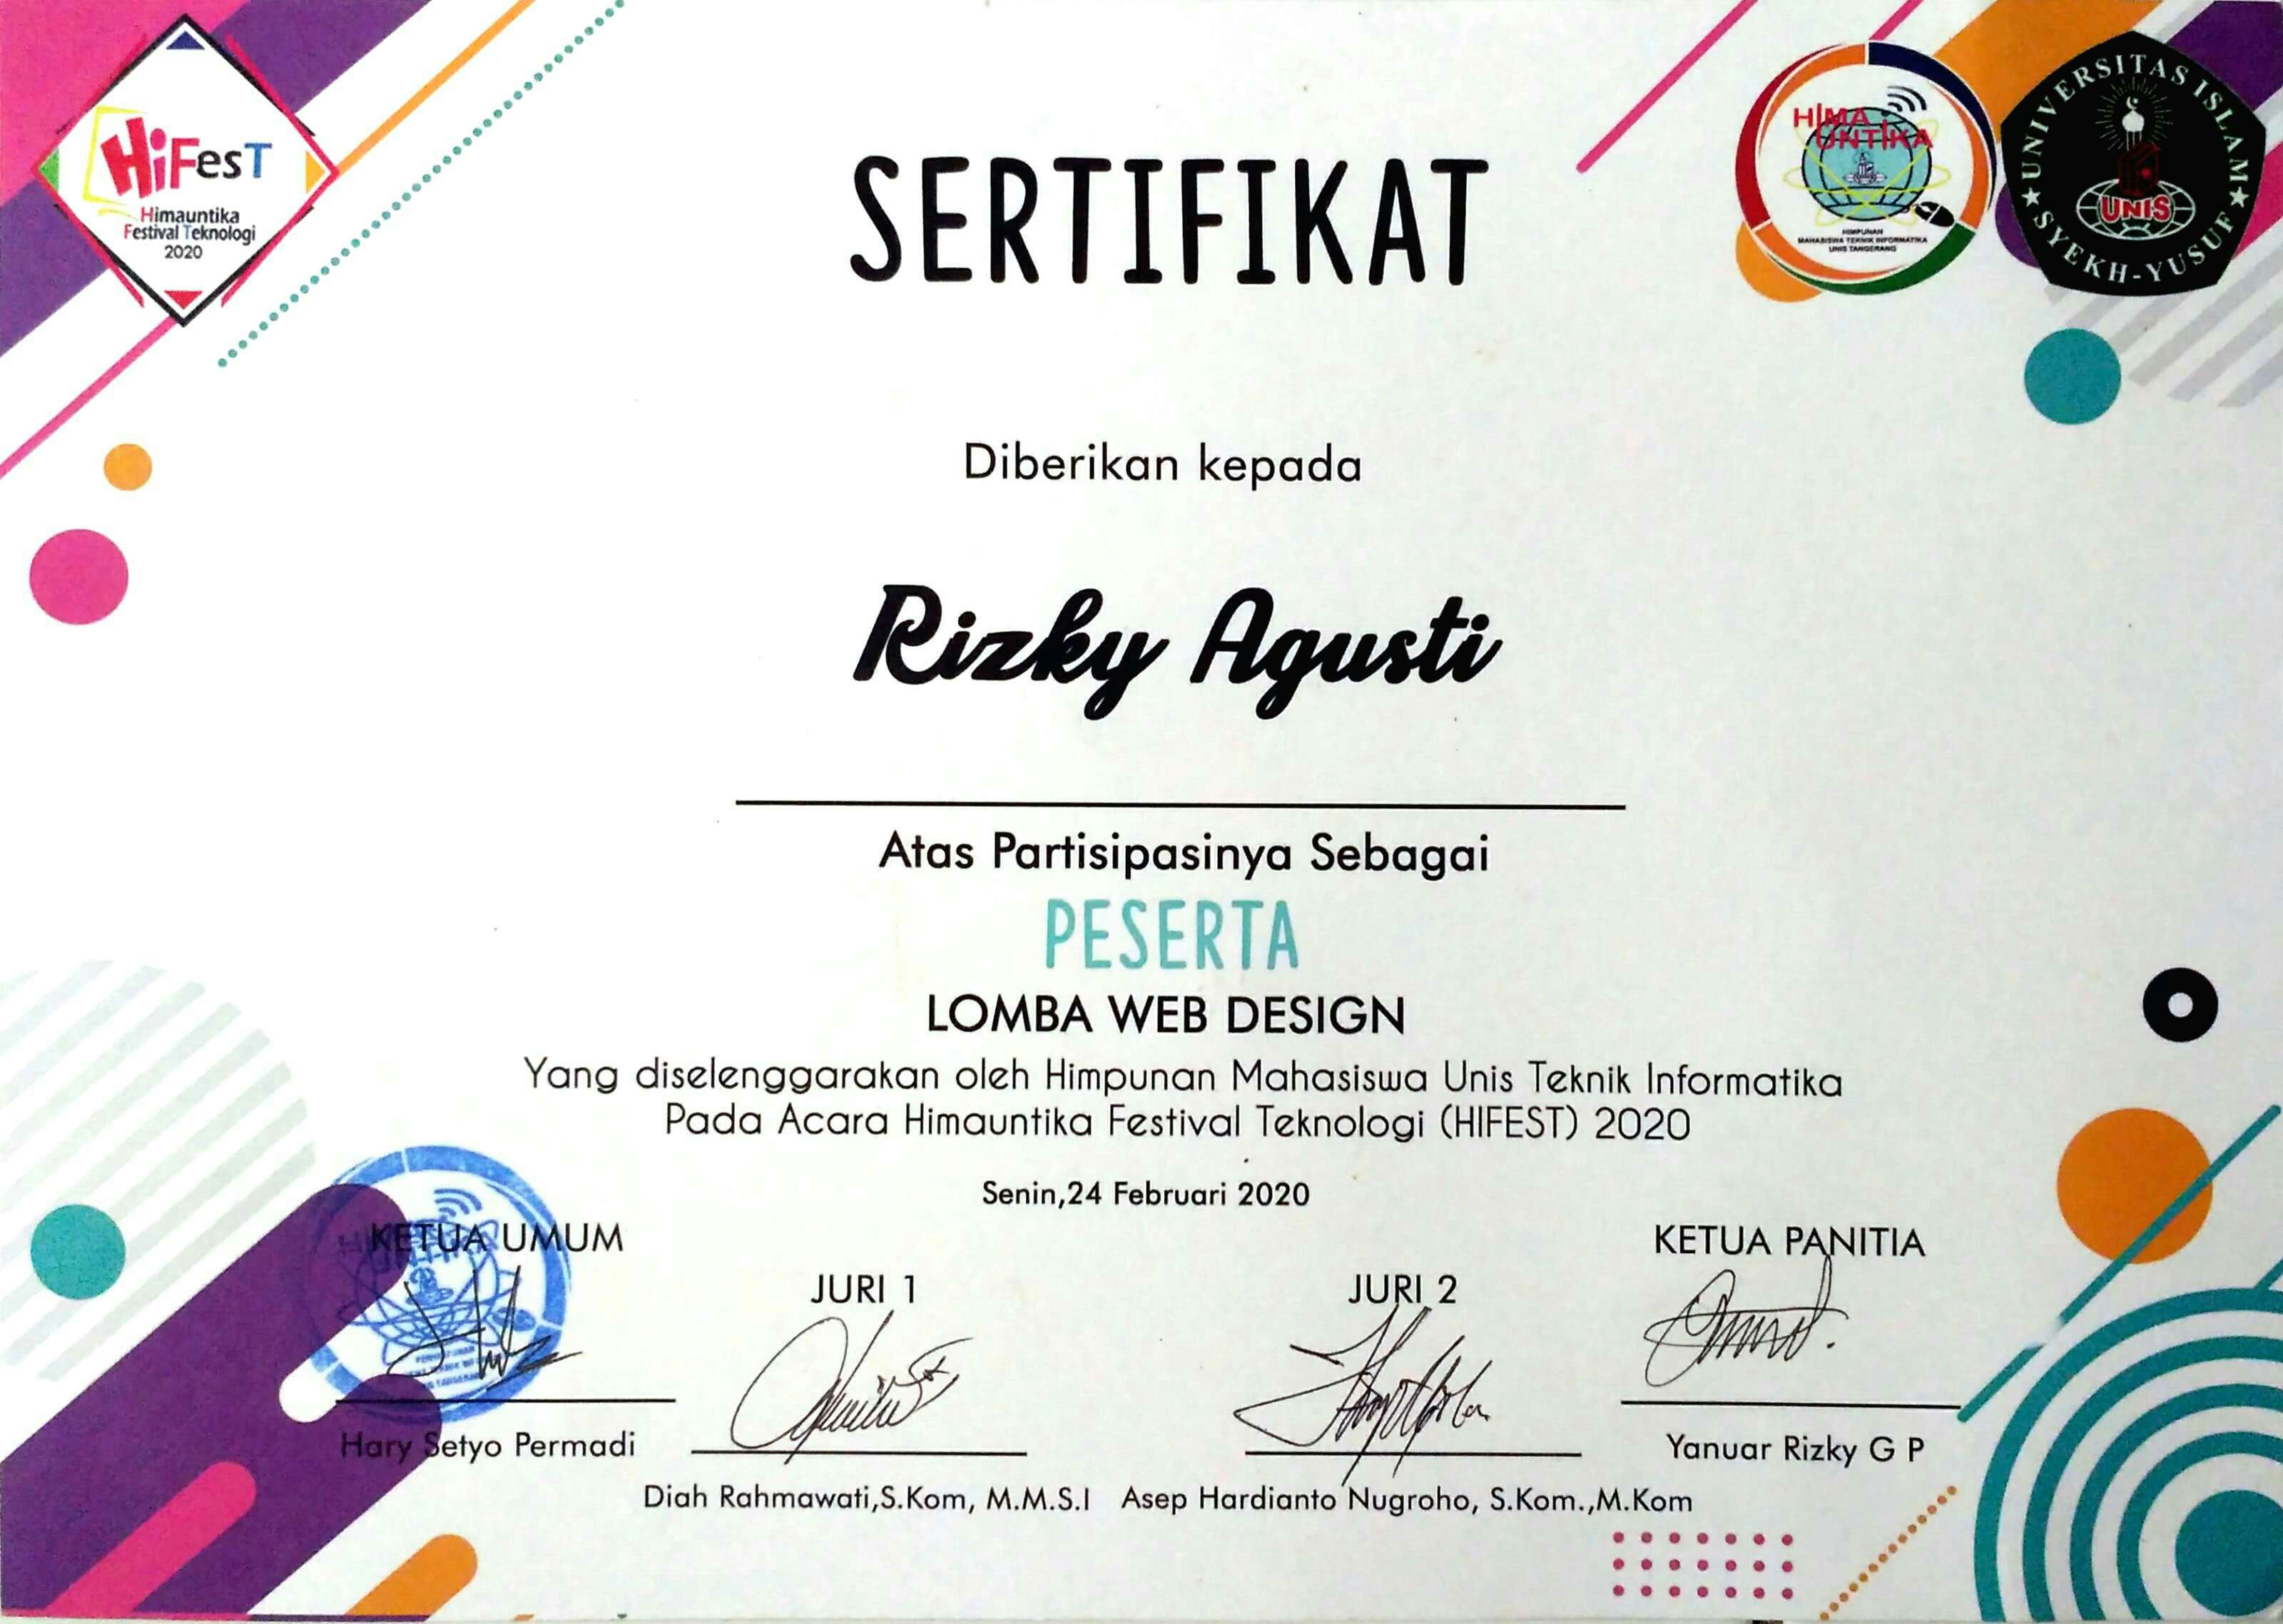 HiFesT
Himauntika
Festival Teknologi
2020
HIMA
UNTIKA
HIMPUNAN
MAHASISWA TEKNIK INFORMATIKA
UNIS TANGERANG
UNIVERSITAS ISLAM
SYEKH-YUSUF
UNIS
SERTIFIKAT
Diberikan kepada
Rizky Agusti
Atas Partisipasinya Sebagai
PESERTA
LOMBA WEB DESIGN
Yang diselenggarakan oleh Himpunan Mahasiswa Unis Teknik Informatika
Pada Acara Himauntika Festival Teknologi (HIFEST) 2020
Senin,24 Februari 2020
KETUA UMUM
JURI 1
JURI 2
KETUA PANITIA
Hary Setyo Permadi
Diah Rahmawati,S.Kom, M.M.S.I
Asep Hardianto Nugroho, S.Kom.,M.Kom
Yanuar Rizky G P